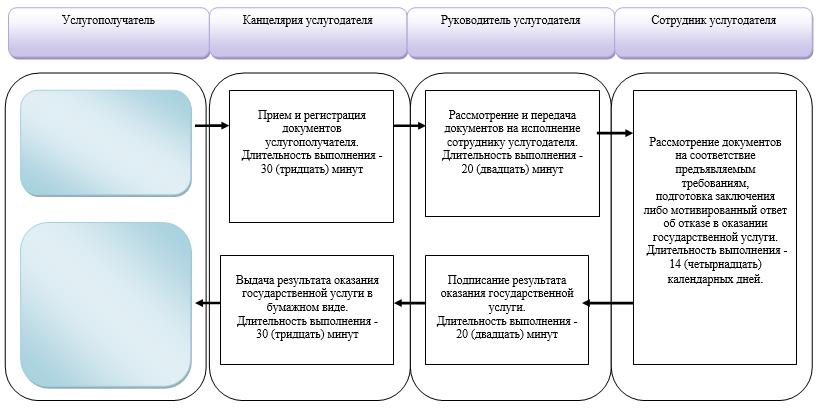 Услугополучатель
Канцелярия услугодателя
Руководитель услугодателя
Сотрудник услугодателя
Прием и регистрация
документов
услугополучателя.
Длительность выполнения -
30 (тридцать) минут
Рассмотрение и передача
документов на исполнение
сотруднику услугодателя.
Длительность выполнения -
20 (двадцать) минут
Рассмотрение документов
на соответствие
предъявляемым
требованиям,
подготовка заключения
либо мотивированный ответ
об отказе в оказании
государственной услуги.
Длительность выполнения -
14 (четырнадцать)
календарных дней.
Подписание результата
оказания государственной
услуги.
Длительность выполнения -
20 (двадцать) минут
Выдача результата оказания
государственной услуги в
бумажном виде.
Длительность выполнения -
30 (тридцать) минут